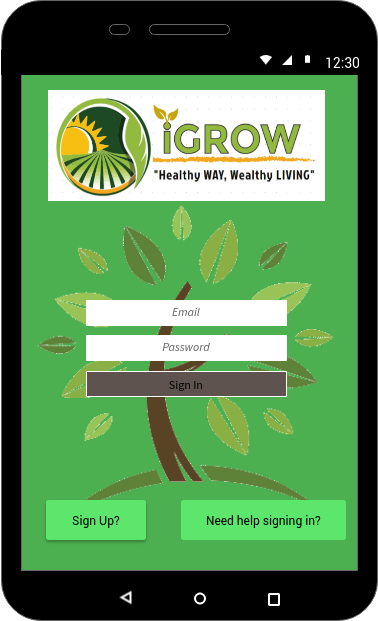 12:30
iGROW
"Healthy WAY, Wealthy LIVING"
Email
Password
Sign In
Sign Up?
Need help signing in?